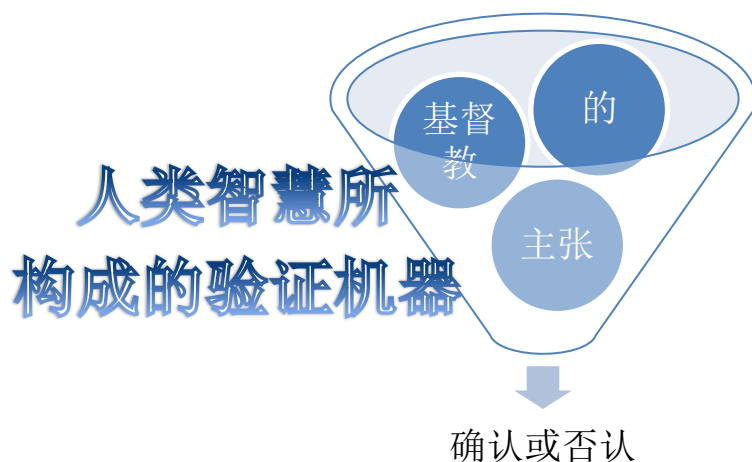 基督
教
的
主张
人类智慧所
构成的验证机器
确认或否认